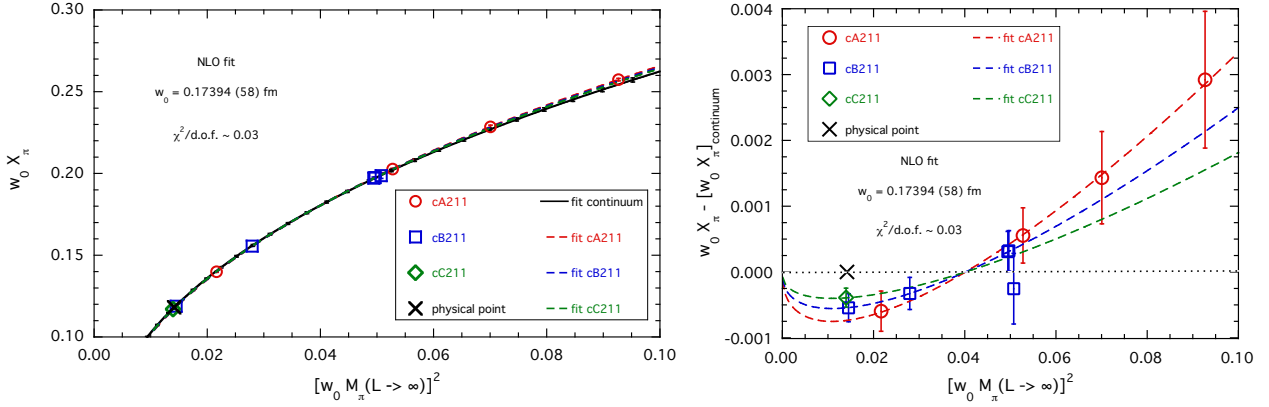 0.30
0.25
0.20
0.15
0.10
w₀ X_π
NLO fit
w₀ = 0.17394 (58) fm
χ²/d.o.f. ~ 0.03
cA211
fit continuum
cB211
fit cA211
cC211
fit cB211
physical point
fit cC211
0.00 0.02 0.04 0.06 0.08 0.10
[w₀ M_π(L -> ∞)]²
0.004
0.003
0.002
0.001
0.000
-0.001
w₀ X_π - [w₀ X_π]continuum
cA211
fit cA211
cB211
fit cB211
cC211
fit cC211
physical point
NLO fit
w₀ = 0.17394 (58) fm
χ²/d.o.f. ~ 0.03
0.00 0.02 0.04 0.06 0.08 0.10
[w₀ M_π(L -> ∞)]²